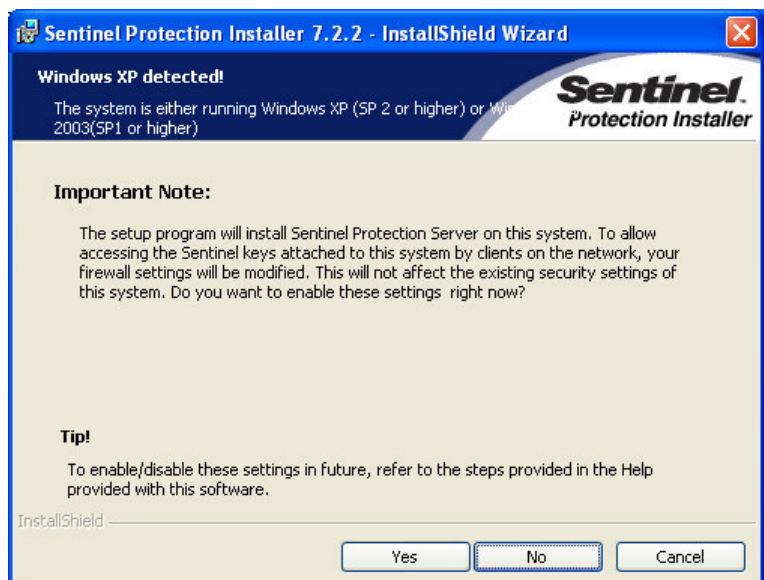 Sentinel Protection Installer 7.2.2 - InstallShield Wizard
Windows XP detected!
The system is either running Windows XP (SP 2 or higher) or
2003(SP1 or higher)
Sentinel.
Protection Installer
Important Note:
The setup program will install Sentinel Protection Server on this system. To allow
accessing the Sentinel keys attached to this system by clients on the network, your
firewall settings will be modified. This will not affect the existing security settings of
this system. Do you want to enable these settings right now?
Tip!
To enable/disable these settings in future, refer to the steps provided in the Help
provided with this software.
InstallShield
Yes
No
Cancel